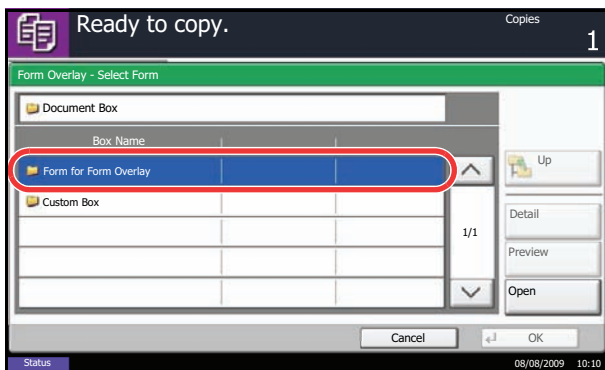 Ready to copy.
Copies
1
Form Overlay - Select Form
Document Box
Box Name
Form for Form Overlay
Custom Box
1/1
Up
Detail
Preview
Open
Cancel
OK
Status
08/08/2009 10:10